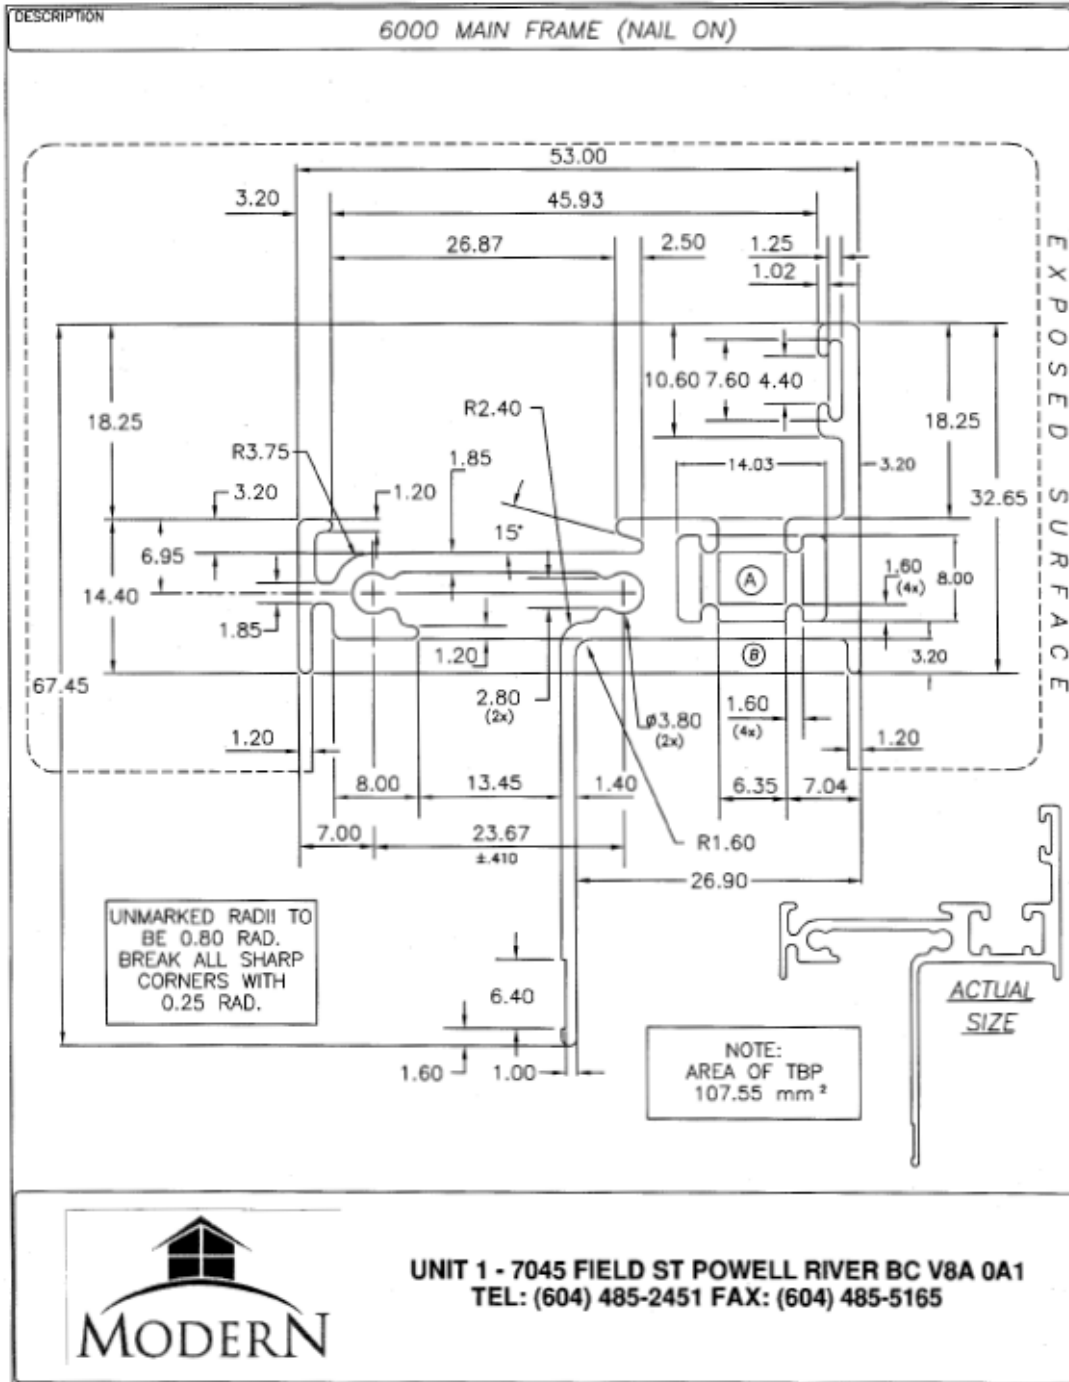 DESCRIPTION
6000 MAIN FRAME (NAIL ON)
53.00
3.20
45.93
26.87
2.50
1.25
1.02
EXPOSED SURFACE
10.60 7.60 4.40
18.25
R2.40
18.25
R3.75
1.85
14.03
3.20
3.20
1.20
32.65
15°
6.95
A
1.60
(4x)
8.00
14.40
1.85
1.20
B
3.20
67.45
2.80
(2x)
ø3.80
(2x)
1.60
(4x)
1.20
1.20
8.00
13.45
1.40
6.35
7.04
7.00
23.67
±.410
R1.60
26.90
UNMARKED RADII TO
BE 0.80 RAD.
BREAK ALL SHARP
CORNERS WITH
0.25 RAD.
6.40
ACTUAL
SIZE
1.60
1.00
NOTE:
AREA OF TBP
107.55 mm²
MODERN
UNIT 1 - 7045 FIELD ST POWELL RIVER BC V8A 0A1
TEL: (604) 485-2451 FAX: (604) 485-5165